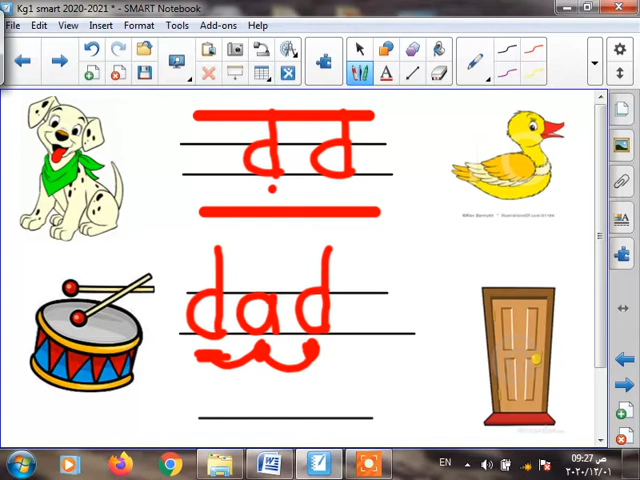 Kg1 smart 2020-2021 * - SMART Notebook
File Edit View Insert Format Tools Add-ons Help
d d
dad
EN
09:27 ص
٢٠٢٠/١٢/٠١